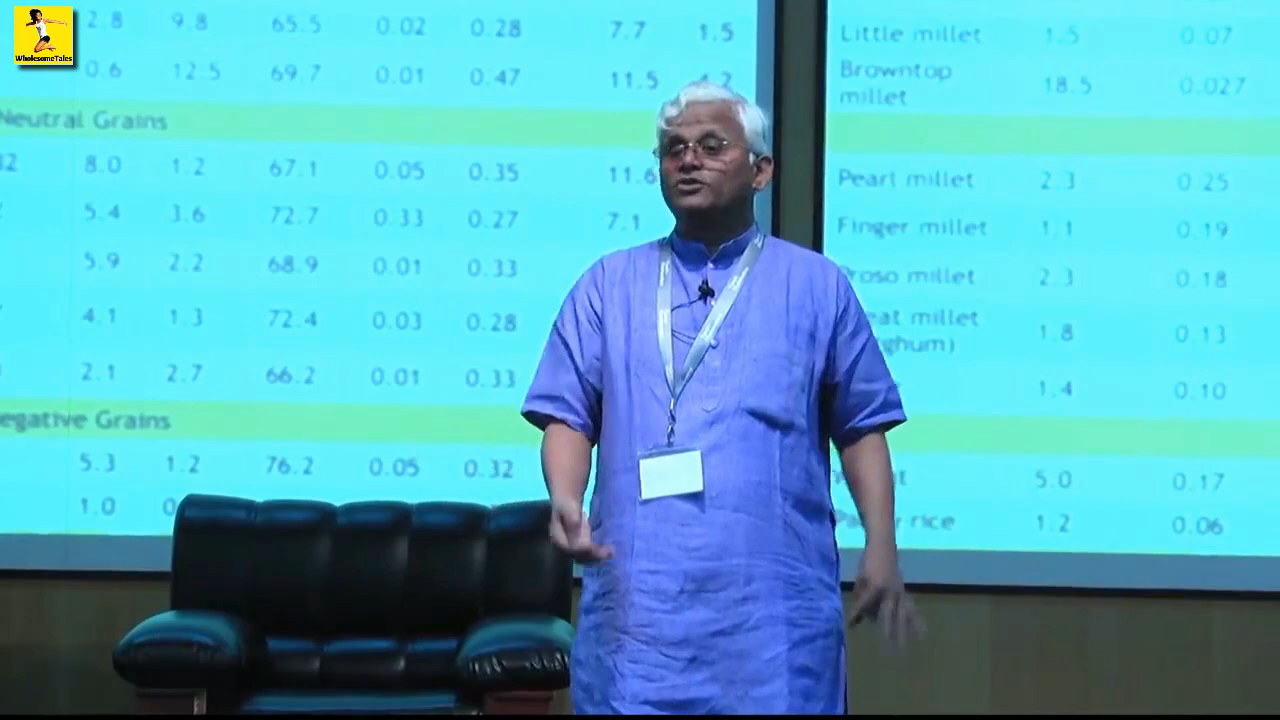 WholesomeTales
2.8 9.8 65.5 0.02 0.28 7.7 1.5
0.6 12.5 69.7 0.01 0.47 11.5
Neutral Grains
8.0 1.2 67.1 0.05 0.35 11.6
5.4 3.6 72.7 0.33 0.27 7.1
5.9 2.2 68.9 0.01 0.33
4.1 1.3 72.4 0.03 0.28
2.1 2.7 66.2 0.01 0.33
Grains
5.3 1.2 76.2 0.05 0.32
1.0
Little millet 1.5 0.07
Browntop
millet 18.5 0.027
Pearl millet 2.3 0.25
Finger millet 1.1 0.19
millet 2.3 0.18
millet
1.8 0.13
1.4 0.10
5.0 0.17
rice 1.2 0.06